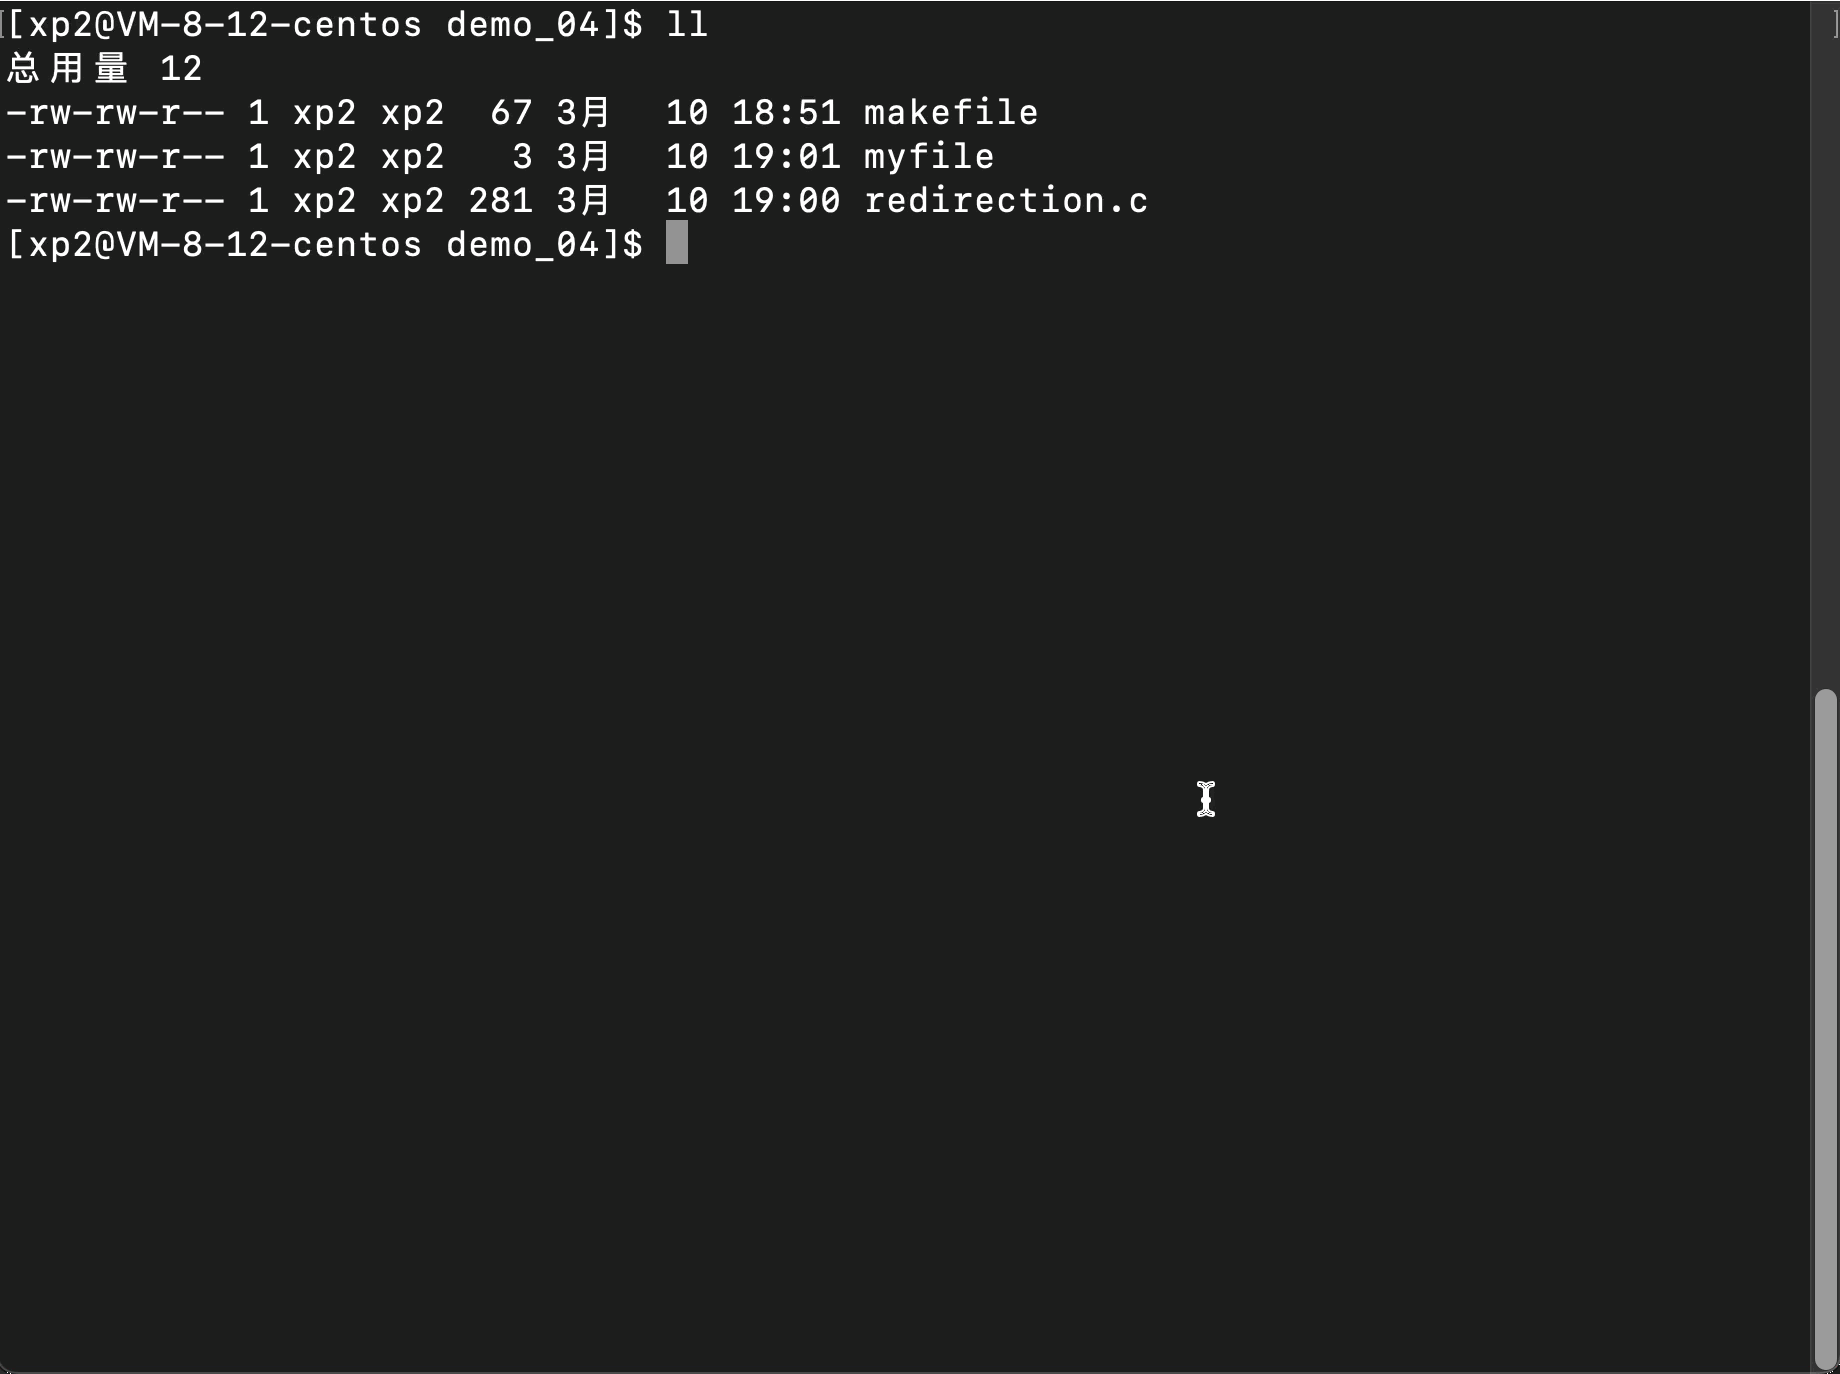 [xp2@VM-8-12-centos demo_04]$ ll
总用量 12
-rw-rw-r-- 1 xp2 xp2  67 3月  10 18:51 makefile
-rw-rw-r-- 1 xp2 xp2   3 3月  10 19:01 myfile
-rw-rw-r-- 1 xp2 xp2 281 3月  10 19:00 redirection.c
[xp2@VM-8-12-centos demo_04]$